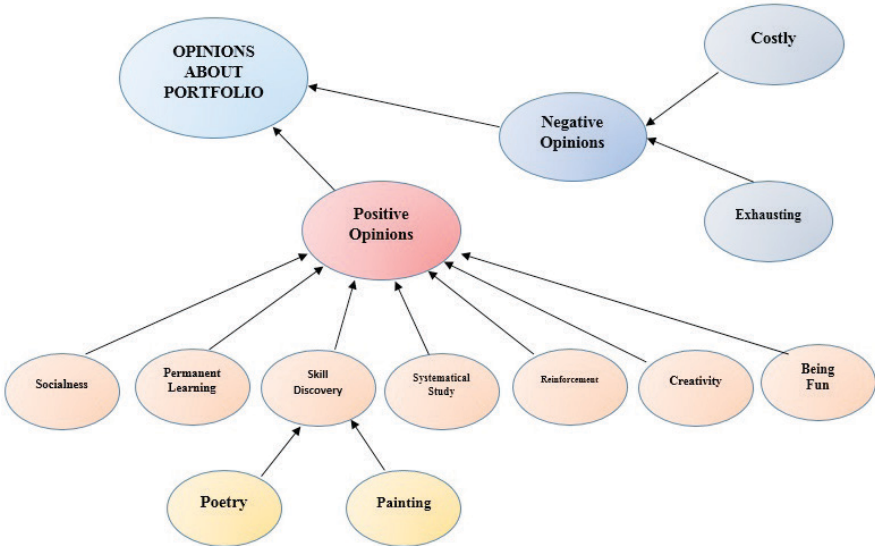 OPINIONS
ABOUT
PORTFOLIO
Costly
Negative
Opinions
Exhausting
Positive
Opinions
Socialness
Permanent
Learning
Skill
Discovery
Systematical
Study
Reinforcement
Creativity
Being
Fun
Poetry
Painting